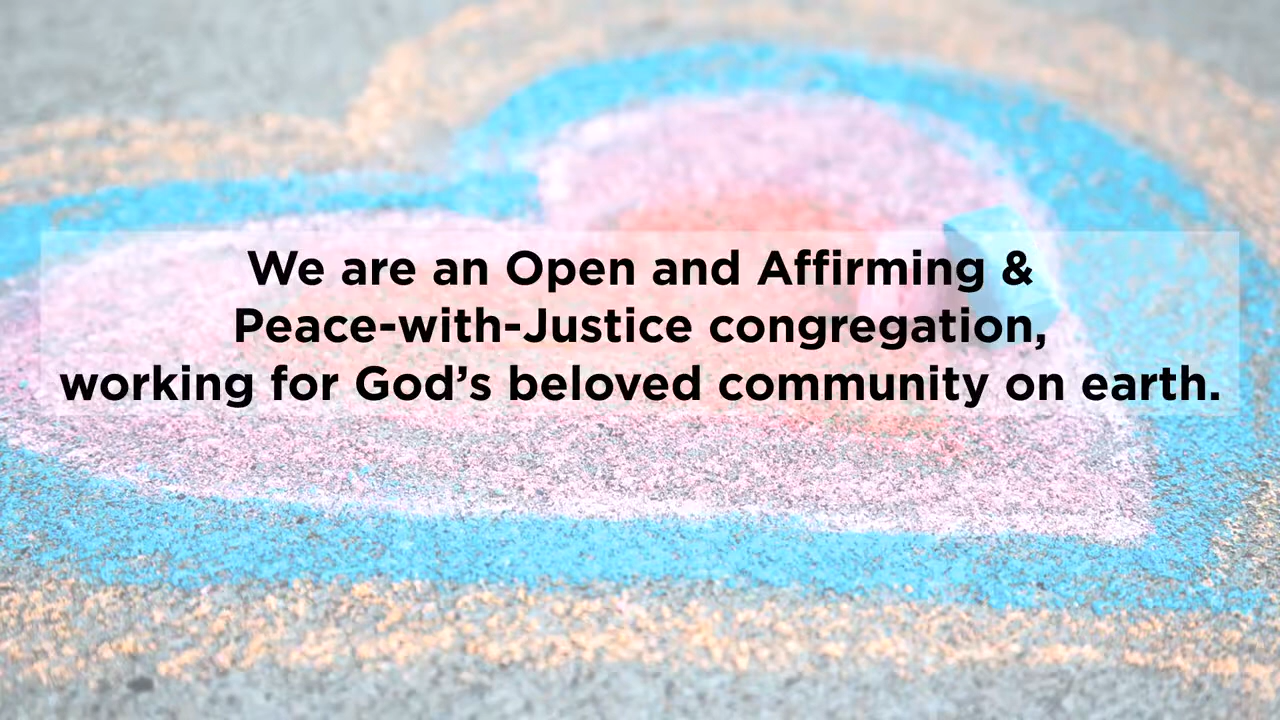 We are an Open and Affirming &
Peace-with-Justice congregation,
working for God’s beloved community on earth.